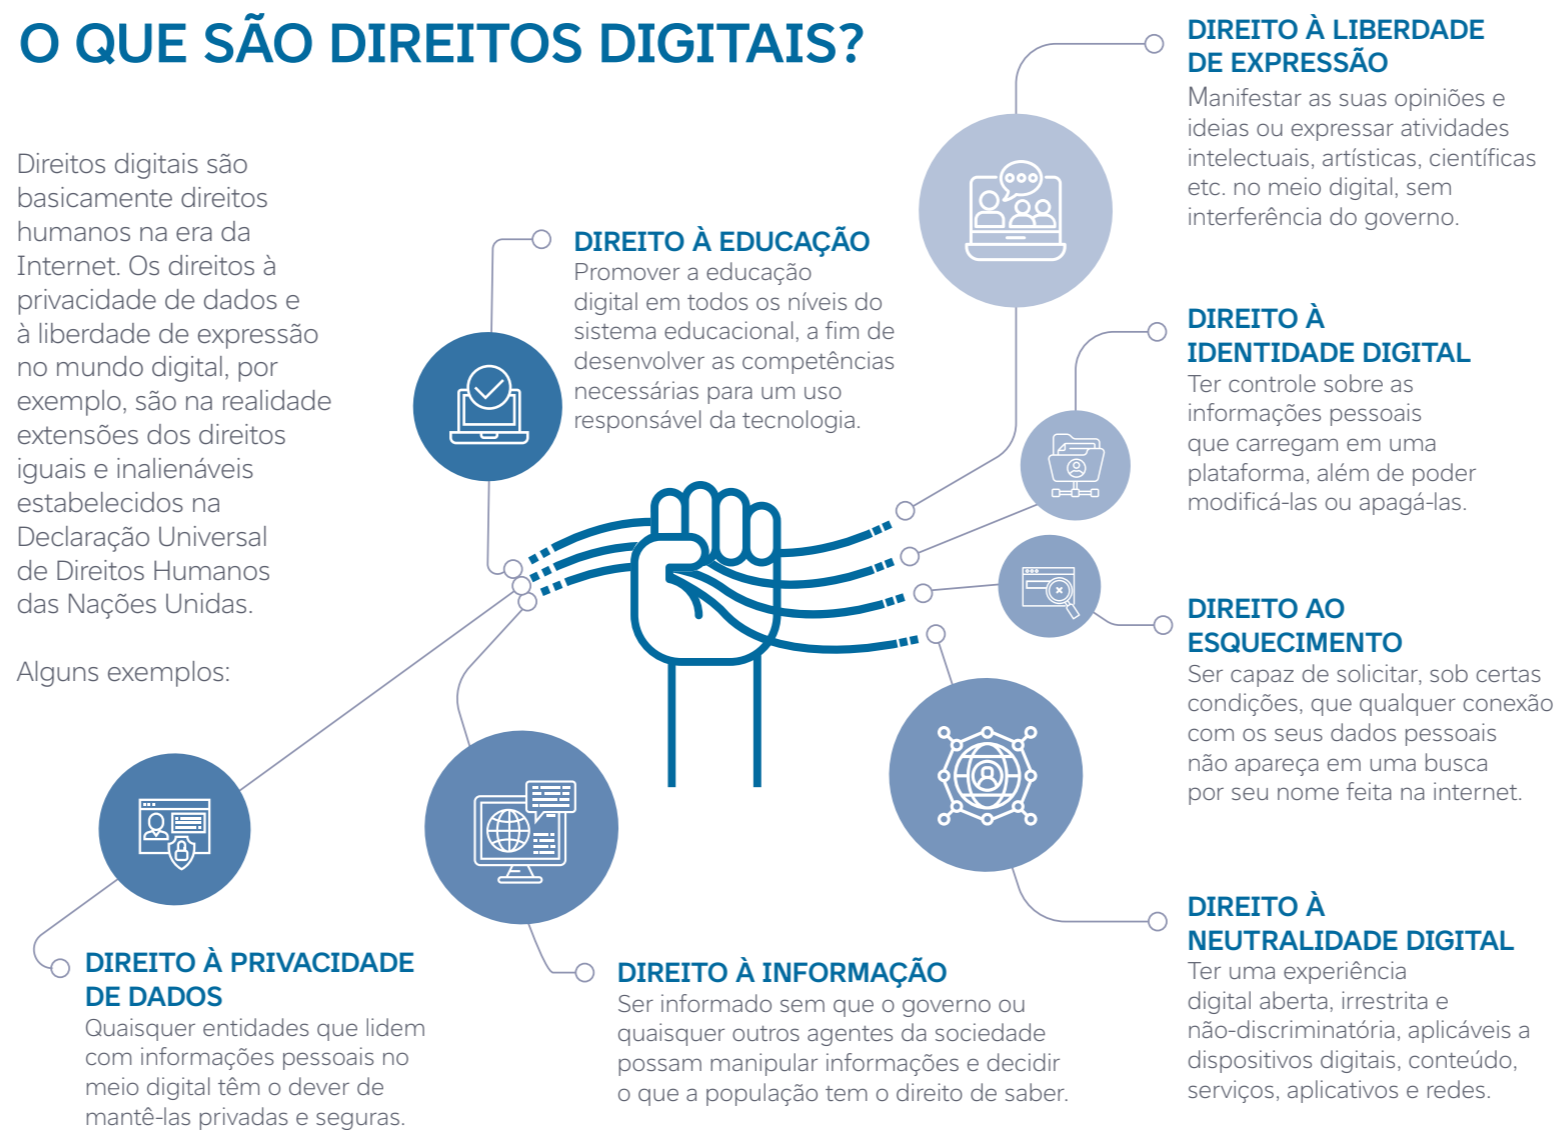 O QUE SÃO DIREITOS DIGITAIS?
Direitos digitais são
basicamente direitos
humanos na era da
Internet. Os direitos à
privacidade de dados e
à liberdade de expressão
no mundo digital, por
exemplo, são na realidade
extensões dos direitos
iguais e inalienáveis
estabelecidos na
Declaração Universal
de Direitos Humanos
das Nações Unidas.
Alguns exemplos:
DIREITO À EDUCAÇÃO
Promover a educação
digital em todos os níveis do
sistema educacional, a fim de
desenvolver as competências
necessárias para um uso
responsável da tecnologia.
DIREITO À LIBERDADE
DE EXPRESSÃO
Manifestar as suas opiniões e
ideias ou expressar atividades
intelectuais, artísticas, científicas
etc. no meio digital, sem
interferência do governo.
DIREITO À
IDENTIDADE DIGITAL
Ter controle sobre as
informações pessoais
que carregam em uma
plataforma, além de poder
modificá-las ou apagá-las.
DIREITO AO
ESQUECIMENTO
Ser capaz de solicitar, sob certas
condições, que qualquer conexão
com os seus dados pessoais
não apareça em uma busca
por seu nome feita na internet.
DIREITO À
NEUTRALIDADE DIGITAL
Ter uma experiência
digital aberta, irrestrita e
não-discriminatória, aplicáveis a
dispositivos digitais, conteúdo,
serviços, aplicativos e redes.
DIREITO À PRIVACIDADE
DE DADOS
Quaisquer entidades que lidem
com informações pessoais no
meio digital têm o dever de
mantê-las privadas e seguras.
DIREITO À INFORMAÇÃO
Ser informado sem que o governo ou
quaisquer outros agentes da sociedade
possam manipular informações e decidir
o que a população tem o direito de saber.